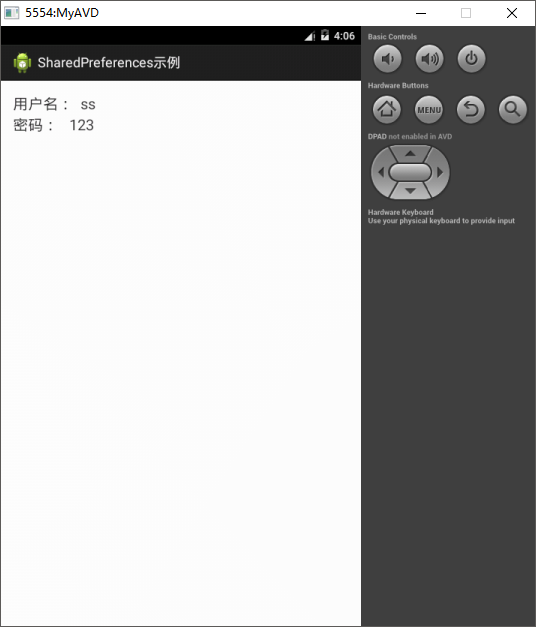 5554:MyAVD
4:06
SharedPreferences示例
用户名： ss
密码： 123
Basic Controls
Hardware Buttons
MENU
DPAD not enabled in AVD
Hardware Keyboard
Use your physical keyboard to provide input